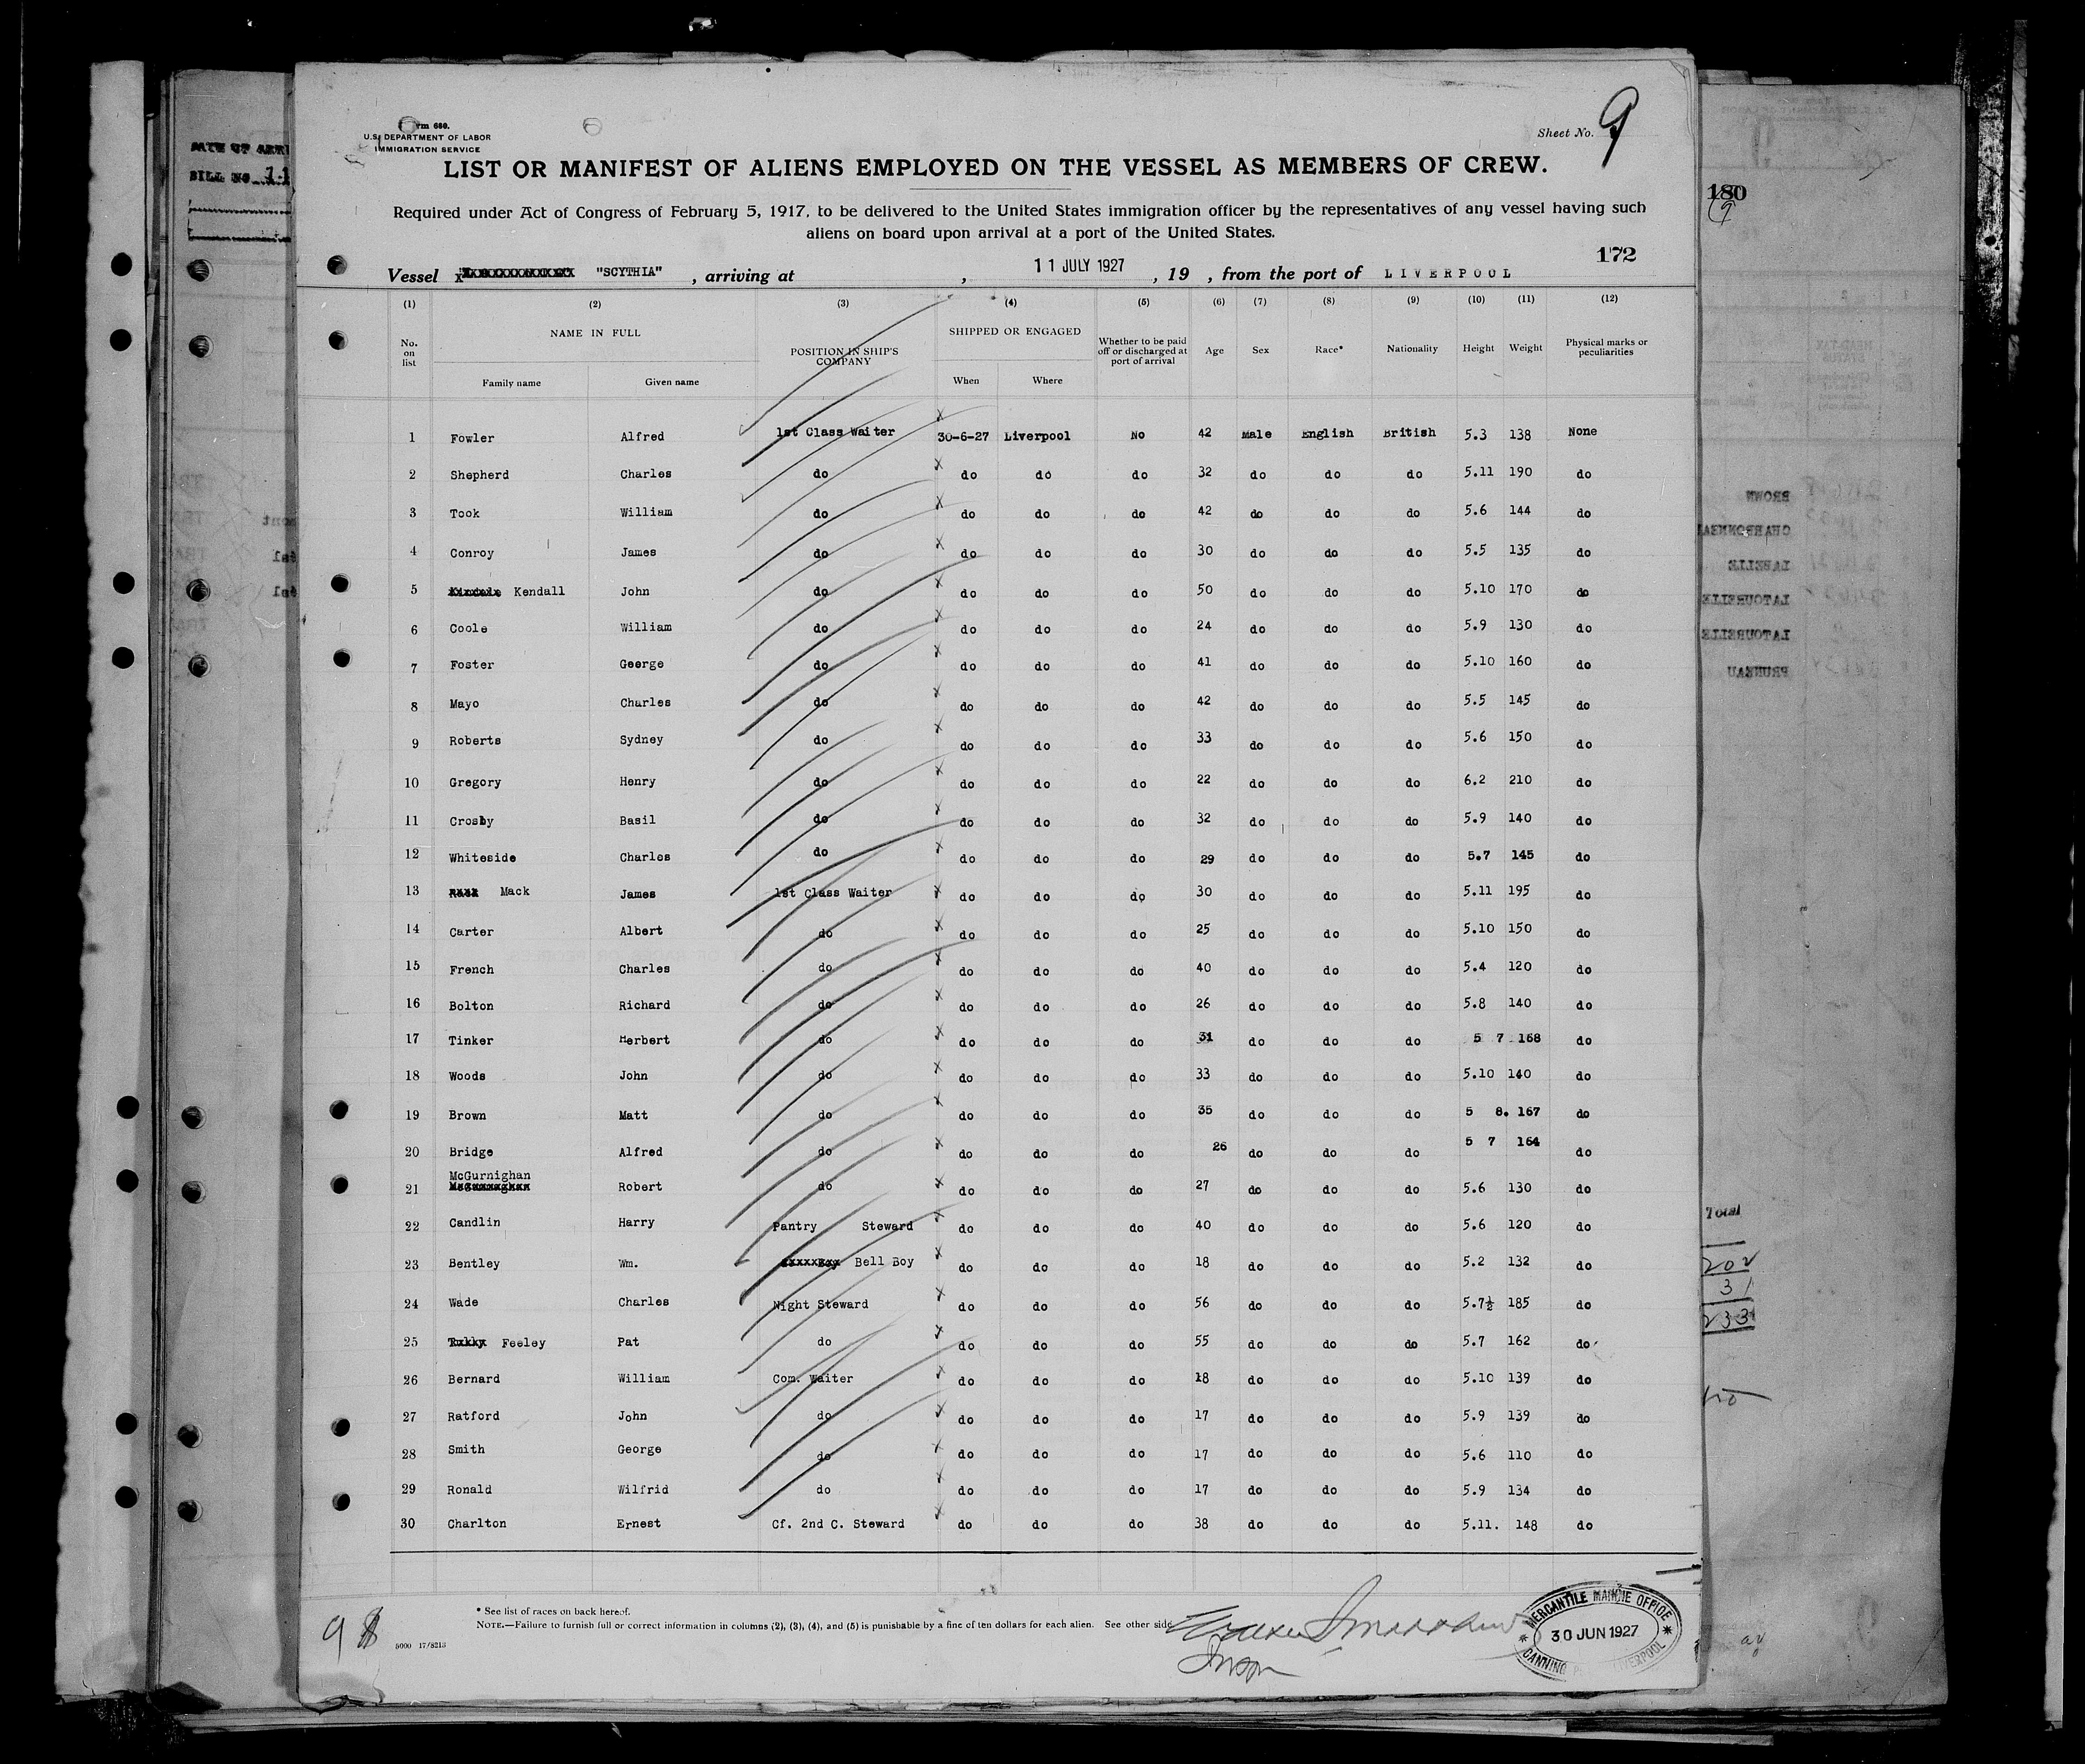 Form 680.
U.S. DEPARTMENT OF LABOR
IMMIGRATION SERVICE
Sheet No. 9
LIST OR MANIFEST OF ALIENS EMPLOYED ON THE VESSEL AS MEMBERS OF CREW.
Required under Act of Congress of February 5, 1917, to be delivered to the United States immigration officer by the representatives of any vessel having such
aliens on board upon arrival at a port of the United States.
172
Vessel "SCYTHIA" , arriving at , 11 JULY 1927 , 19 , from the port of LIVERPOOL
(1) (2) (3) (4) (5) (6) (7) (8) (9) (10) (11) (12)
No. on list NAME IN FULL Family name Given name POSITION IN SHIP'S COMPANY SHIPPED OR ENGAGED When Where Whether to be paid off or discharged at port of arrival Age Sex Race* Nationality Height Weight Physical marks or peculiarities
1 Fowler Alfred 1st Class Waiter 30-6-27 Liverpool No 42 Male English British 5.3 138 None
2 Shepherd Charles do do do do 32 do do do 5.11 190 do
3 Took William do do do do 42 do do do 5.6 144 do
4 Conroy James do do do do 30 do do do 5.5 135 do
5 Kendall John do do do do 50 do do do 5.10 170 do
6 Coole William do do do do 24 do do do 5.9 130 do
7 Foster George do do do do 41 do do do 5.10 160 do
8 Mayo Charles do do do do 42 do do do 5.5 145 do
9 Roberts Sydney do do do do 33 do do do 5.6 150 do
10 Gregory Henry do do do do 22 do do do 6.2 210 do
11 Crosby Basil do do do do 32 do do do 5.9 140 do
12 Whiteside Charles do do do do 29 do do do 5.7 145 do
13 Mack James 1st Class Waiter do do do 30 do do do 5.11 195 do
14 Carter Albert do do do do 25 do do do 5.10 150 do
15 French Charles do do do do 40 do do do 5.4 120 do
16 Bolton Richard do do do do 26 do do do 5.8 140 do
17 Tinker Herbert do do do do 31 do do do 5 7 168 do
18 Woods John do do do do 33 do do do 5.10 140 do
19 Brown Matt do do do do 35 do do do 5 8. 167 do
20 Bridge Alfred do do do do 26 do do do 5 7 164 do
21 McGurnighan Robert do do do do 27 do do do 5.6 130 do
22 Candlin Harry Pantry Steward do do do 40 do do do 5.6 120 do
23 Bentley Wm. Bell Boy do do do 18 do do do 5.2 132 do
24 Wade Charles Night Steward do do do 56 do do do 5.7½ 185 do
25 Feeley Pat do do do do 55 do do do 5.7 162 do
26 Bernard William Com. Waiter do do do 18 do do do 5.10 139 do
27 Ratford John do do do do 17 do do do 5.9 139 do
28 Smith George do do do do 17 do do do 5.6 110 do
29 Ronald Wilfrid do do do do 17 do do do 5.9 134 do
30 Charlton Ernest Cf. 2nd C. Steward do do do 38 do do do 5.11. 148 do
* See list of races on back hereof.
NOTE.—Failure to furnish full or correct information in columns (2), (3), (4), and (5) is punishable by a fine of ten dollars for each alien. See other side
5000 17/8213
9
MERCANTILE MARINE OFFICE
30 JUN 1927
CANNING LIVERPOOL
BILL NO 11
180
BROWN
LABELLE
LATOURELLE
LATOURELLE
BRUNEAU
Total
202
31
233